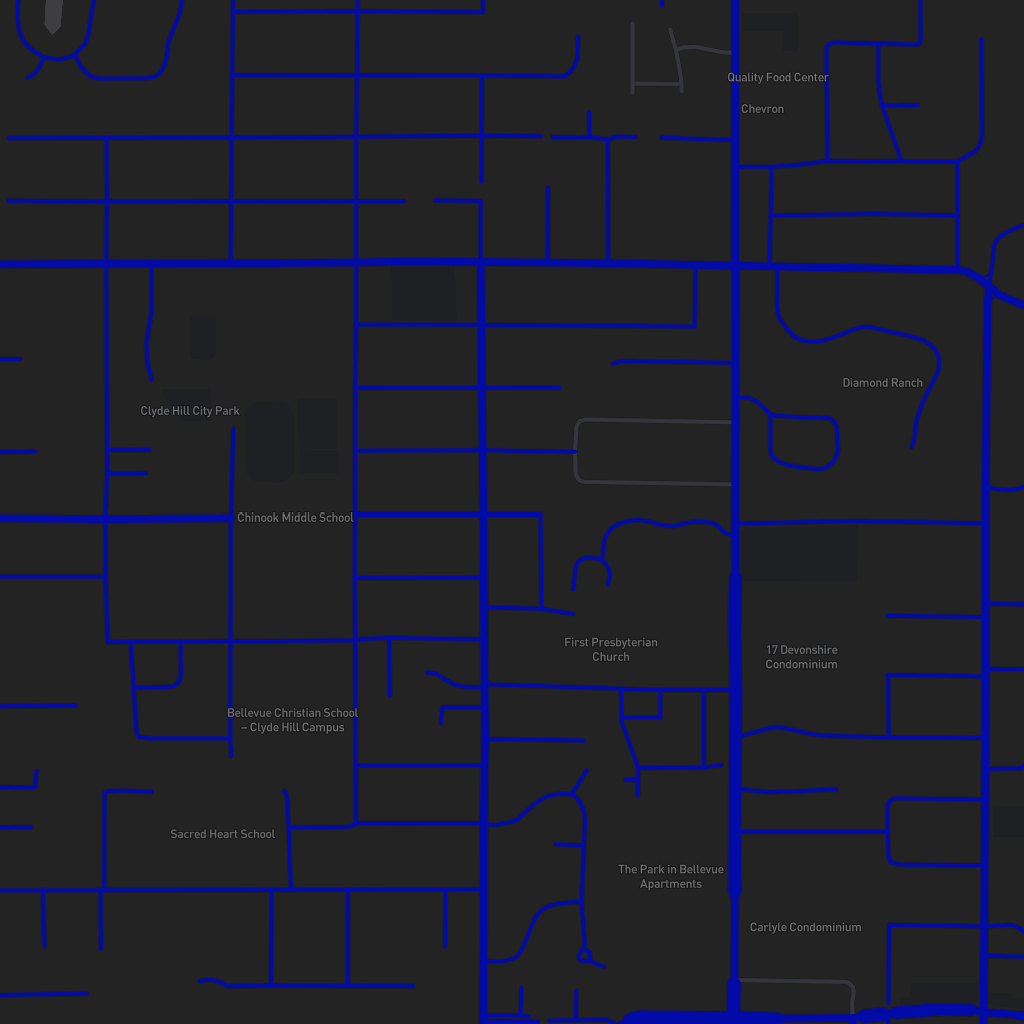 Quality Food Center
Chevron
Diamond Ranch
Clyde Hill City Park
Chinook Middle School
First Presbyterian
Church
17 Devonshire
Condominium
Bellevue Christian School
– Clyde Hill Campus
Sacred Heart School
The Park in Bellevue
Apartments
Carlyle Condominium